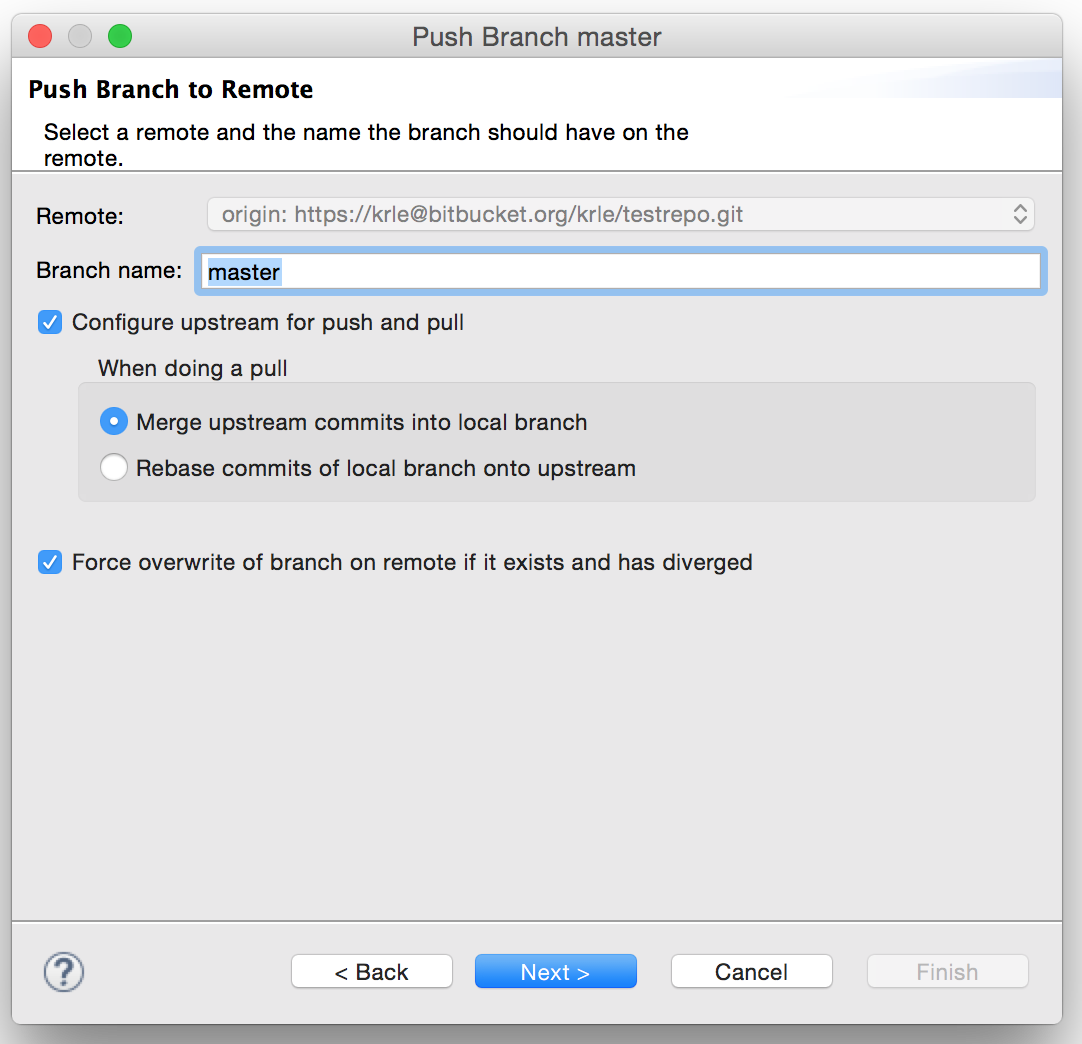 Push Branch master
Push Branch to Remote
Select a remote and the name the branch should have on the
remote.
Remote: origin: https://krle@bitbucket.org/krle/testrepo.git
Branch name: master
Configure upstream for push and pull
When doing a pull
Merge upstream commits into local branch
Rebase commits of local branch onto upstream
Force overwrite of branch on remote if it exists and has diverged
? < Back Next > Cancel Finish